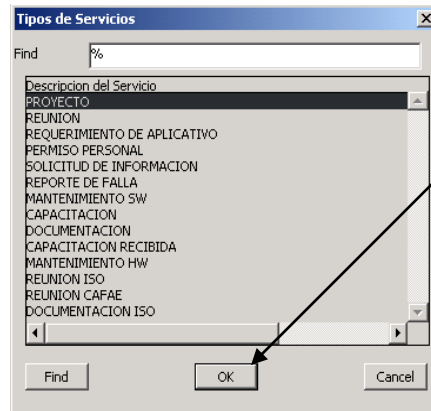 Tipos de Servicios
Find %
Descripcion del Servicio
PROYECTO
REUNION
REQUERIMIENTO DE APLICATIVO
PERMISO PERSONAL
SOLICITUD DE INFORMACION
REPORTE DE FALLA
MANTENIMIENTO SW
CAPACITACION
DOCUMENTACION
CAPACITACION RECIBIDA
MANTENIMIENTO HW
REUNION ISO
REUNION CAFAE
DOCUMENTACION ISO
Find OK Cancel